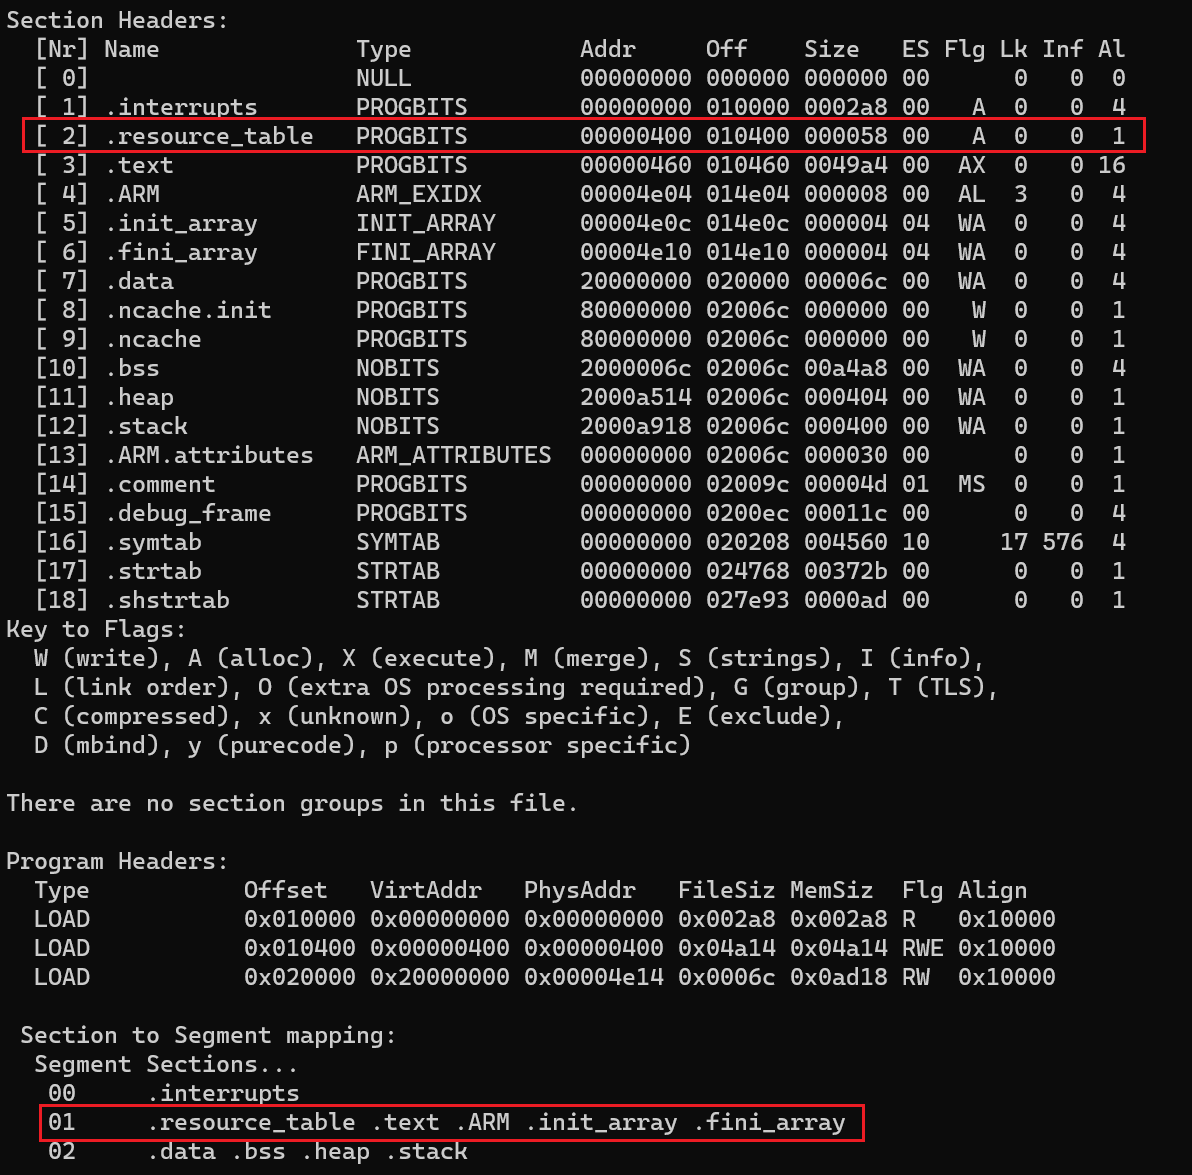 Section Headers:
  [Nr] Name              Type            Addr     Off    Size   ES Flg Lk Inf Al
  [ 0]                   NULL            00000000 000000 000000 00      0   0  0
  [ 1] .interrupts       PROGBITS        00000000 010000 0002a8 00   A  0   0  4
  [ 2] .resource_table   PROGBITS        00000400 010400 000058 00   A  0   0  1
  [ 3] .text             PROGBITS        00000460 010460 0049a4 00  AX  0   0 16
  [ 4] .ARM              ARM_EXIDX       00004e04 014e04 000008 00  AL  3   0  4
  [ 5] .init_array       INIT_ARRAY      00004e0c 014e0c 000004 04  WA  0   0  4
  [ 6] .fini_array       FINI_ARRAY      00004e10 014e10 000004 04  WA  0   0  4
  [ 7] .data             PROGBITS        20000000 020000 00006c 00  WA  0   0  4
  [ 8] .ncache.init      PROGBITS        80000000 02006c 000000 00   W  0   0  1
  [ 9] .ncache           PROGBITS        80000000 02006c 000000 00   W  0   0  1
  [10] .bss              NOBITS          2000006c 02006c 00a4a8 00  WA  0   0  4
  [11] .heap             NOBITS          2000a514 02006c 000404 00  WA  0   0  1
  [12] .stack            NOBITS          2000a918 02006c 000400 00  WA  0   0  1
  [13] .ARM.attributes   ARM_ATTRIBUTES  00000000 02006c 000030 00      0   0  1
  [14] .comment          PROGBITS        00000000 02009c 00004d 01  MS  0   0  1
  [15] .debug_frame      PROGBITS        00000000 0200ec 00011c 00      0   0  4
  [16] .symtab           SYMTAB          00000000 020208 004560 10     17 576  4
  [17] .strtab           STRTAB          00000000 024768 00372b 00      0   0  1
  [18] .shstrtab         STRTAB          00000000 027e93 0000ad 00      0   0  1
Key to Flags:
  W (write), A (alloc), X (execute), M (merge), S (strings), I (info),
  L (link order), O (extra OS processing required), G (group), T (TLS),
  C (compressed), x (unknown), o (OS specific), E (exclude),
  D (mbind), y (purecode), p (processor specific)

There are no section groups in this file.

Program Headers:
  Type           Offset   VirtAddr   PhysAddr   FileSiz MemSiz  Flg Align
  LOAD           0x010000 0x00000000 0x00000000 0x002a8 0x002a8 R   0x10000
  LOAD           0x010400 0x00000400 0x00000400 0x04a14 0x04a14 RWE 0x10000
  LOAD           0x020000 0x20000000 0x00004e14 0x0006c 0x0ad18 RW  0x10000

 Section to Segment mapping:
  Segment Sections...
   00     .interrupts
   01     .resource_table .text .ARM .init_array .fini_array
   02     .data .bss .heap .stack